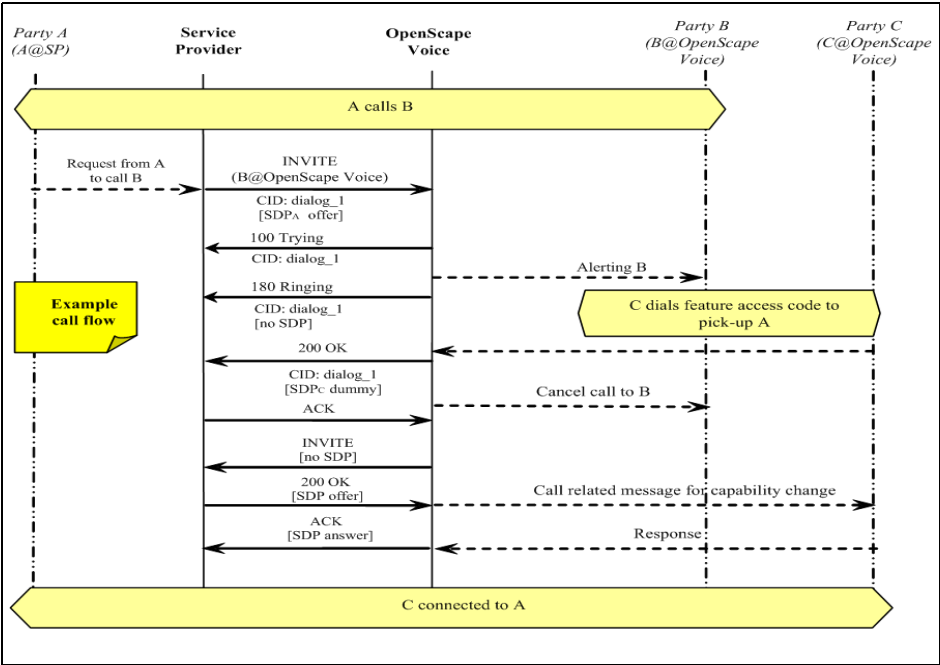 Party A
(A@SP)
Service
Provider
OpenScape
Voice
Party B
(B@OpenScape
Voice)
Party C
(C@OpenScape
Voice)
A calls B
Request from A
to call B
INVITE
(B@OpenScape Voice)
CID: dialog_1
[SDPA offer]
100 Trying
CID: dialog_1
Alerting B
180 Ringing
CID: dialog_1
[no SDP]
Example
call flow
C dials feature access code to
pick-up A
200 OK
CID: dialog_1
[SDPC dummy]
Cancel call to B
ACK
INVITE
[no SDP]
200 OK
[SDP offer]
Call related message for capability change
ACK
[SDP answer]
Response
C connected to A